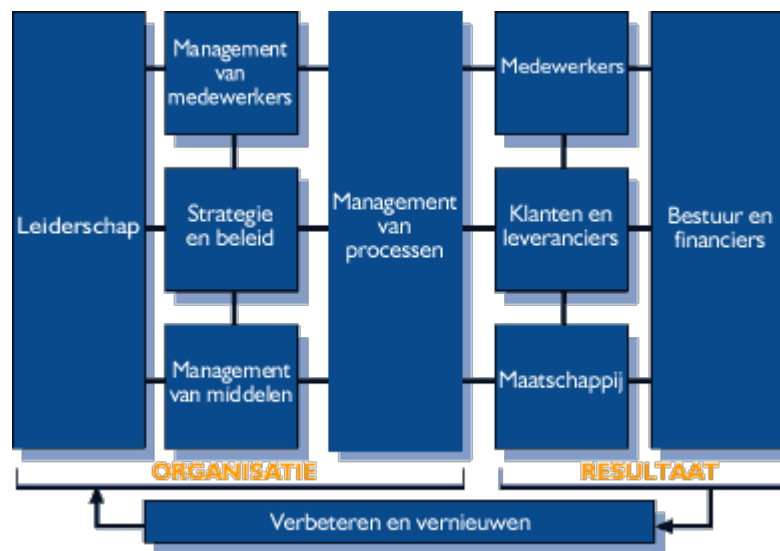 Leiderschap
Management
van
medewerkers
Strategie
en beleid
Management
van middelen
Management
van
processen
Medewerkers
Klanten en
leveranciers
Maatschappij
Bestuur en
financiers
ORGANISATIE
RESULTAAT
Verbeteren en vernieuwen